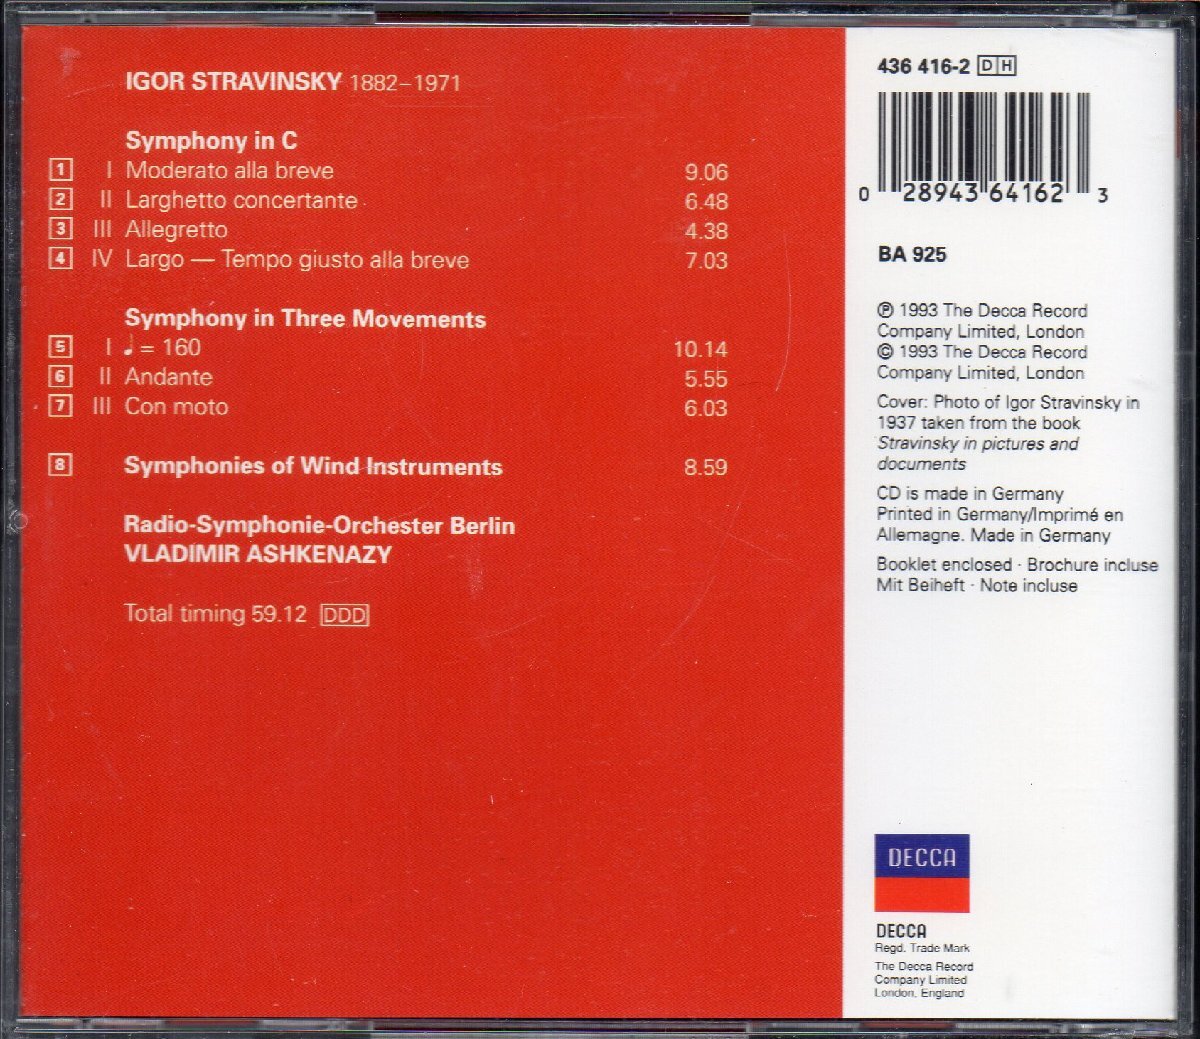 IGOR STRAVINSKY 1882–1971
Symphony in C
1 I Moderato alla breve 9.06
2 II Larghetto concertante 6.48
3 III Allegretto 4.38
4 IV Largo — Tempo giusto alla breve 7.03
Symphony in Three Movements
5 I ♩ = 160 10.14
6 II Andante 5.55
7 III Con moto 6.03
8 Symphonies of Wind Instruments 8.59
Radio-Symphonie-Orchester Berlin
VLADIMIR ASHKENAZY
Total timing 59.12 DDD
436 416-2 DH
0 28943 64162 3
BA 925
℗ 1993 The Decca Record
Company Limited, London
© 1993 The Decca Record
Company Limited, London
Cover: Photo of Igor Stravinsky in
1937 taken from the book
Stravinsky in pictures and
documents
CD is made in Germany
Printed in Germany/Imprimé en
Allemagne. Made in Germany
Booklet enclosed · Brochure incluse
Mit Beiheft · Note incluse
DECCA
DECCA
Regd. Trade Mark
The Decca Record
Company Limited
London, England